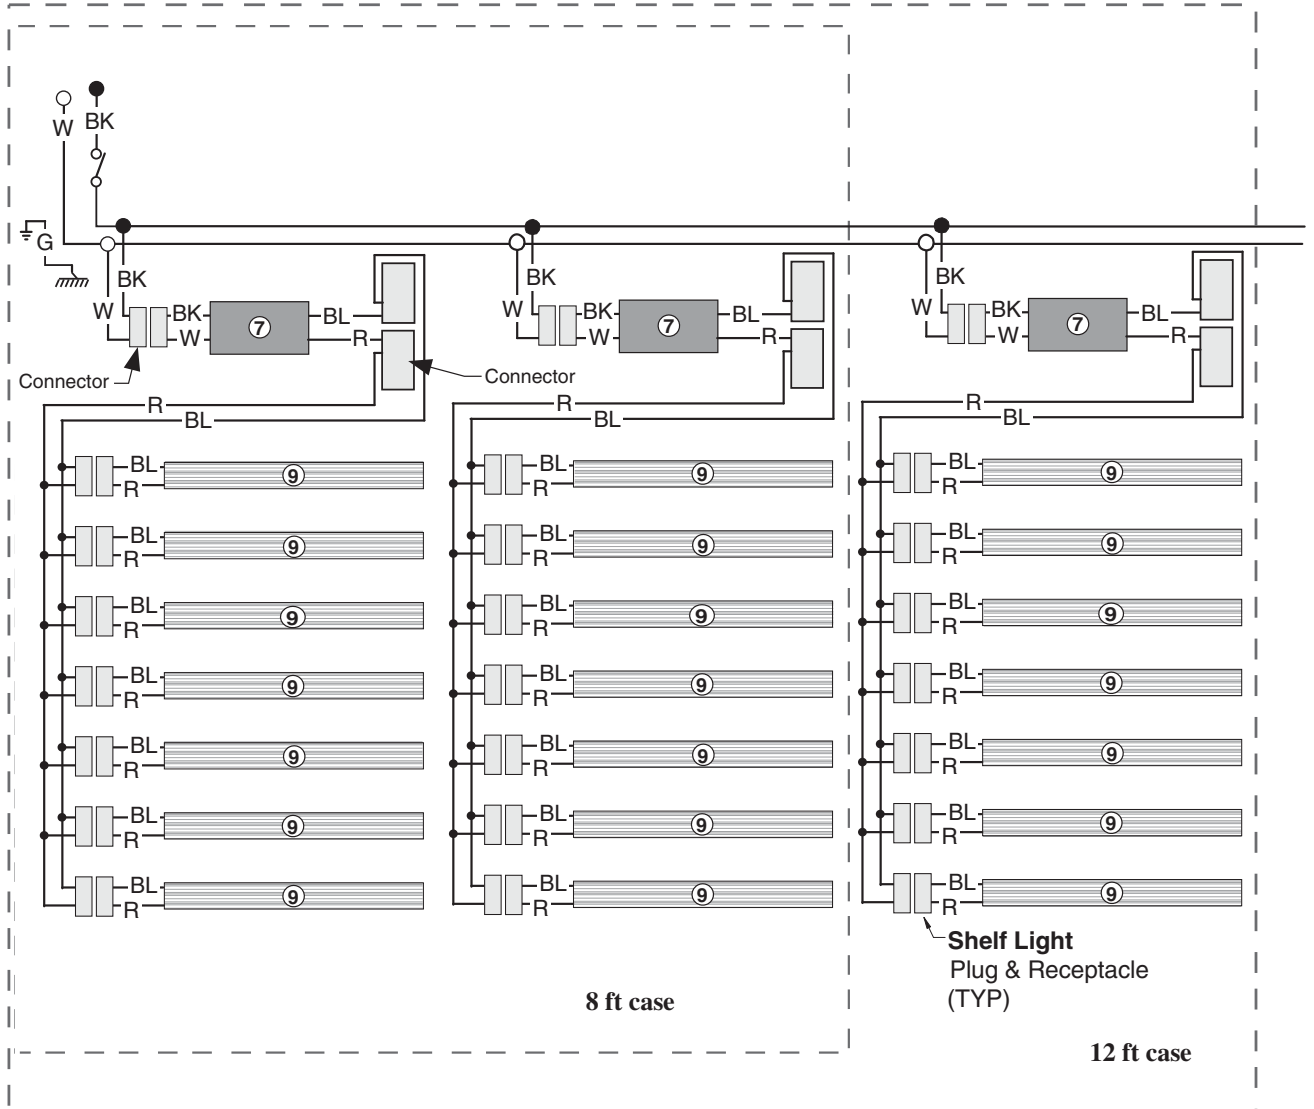 W BK
G
BK BK BK
W BK 7 BL W BK 7 BL W BK 7 BL
W R W R W R
Connector Connector
R R R
BL BL BL
BL 9 BL 9 BL 9
R R R
BL 9 BL 9 BL 9
R R R
BL 9 BL 9 BL 9
R R R
BL 9 BL 9 BL 9
R R R
BL 9 BL 9 BL 9
R R R
BL 9 BL 9 BL 9
R R R
BL 9 BL 9 BL 9
R R R
Shelf Light
Plug & Receptacle
(TYP)
8 ft case
12 ft case